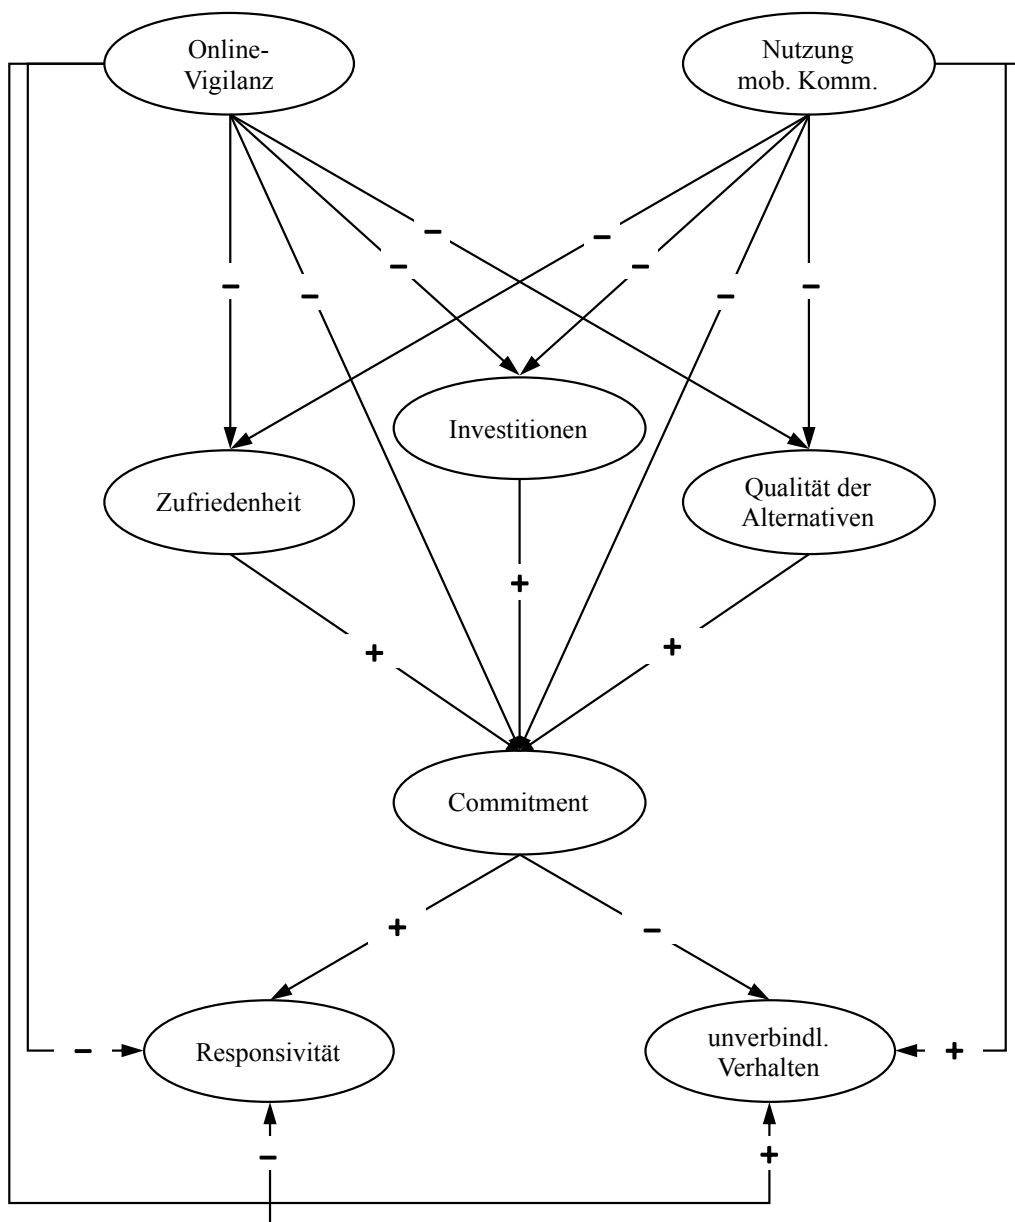 Online-
Vigilanz
Nutzung
mob. Komm.
−
−
−
−
−
−
−
−
Investitionen
Zufriedenheit
Qualität der
Alternativen
+
+
+
Commitment
+
−
Responsivität
unverbindl.
Verhalten
−
+
−
+